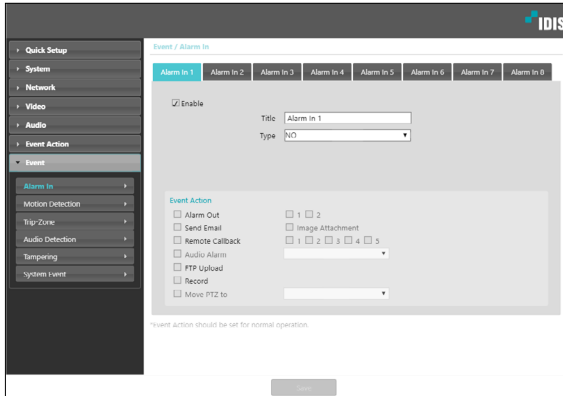 IDIS
Quick Setup
System
Network
Video
Audio
Event Action
Event
Alarm In
Motion Detection
Trip-Zone
Audio Detection
Tampering
System Event
Event / Alarm In
Alarm In 1 Alarm In 2 Alarm In 3 Alarm In 4 Alarm In 5 Alarm In 6 Alarm In 7 Alarm In 8
Enable
Title Alarm In 1
Type NO
Event Action
Alarm Out 1 2
Send Email Image Attachment
Remote Callback 1 2 3 4 5
Audio Alarm
FTP Upload
Record
Move PTZ to
*Event Action should be set for normal operation.
Save